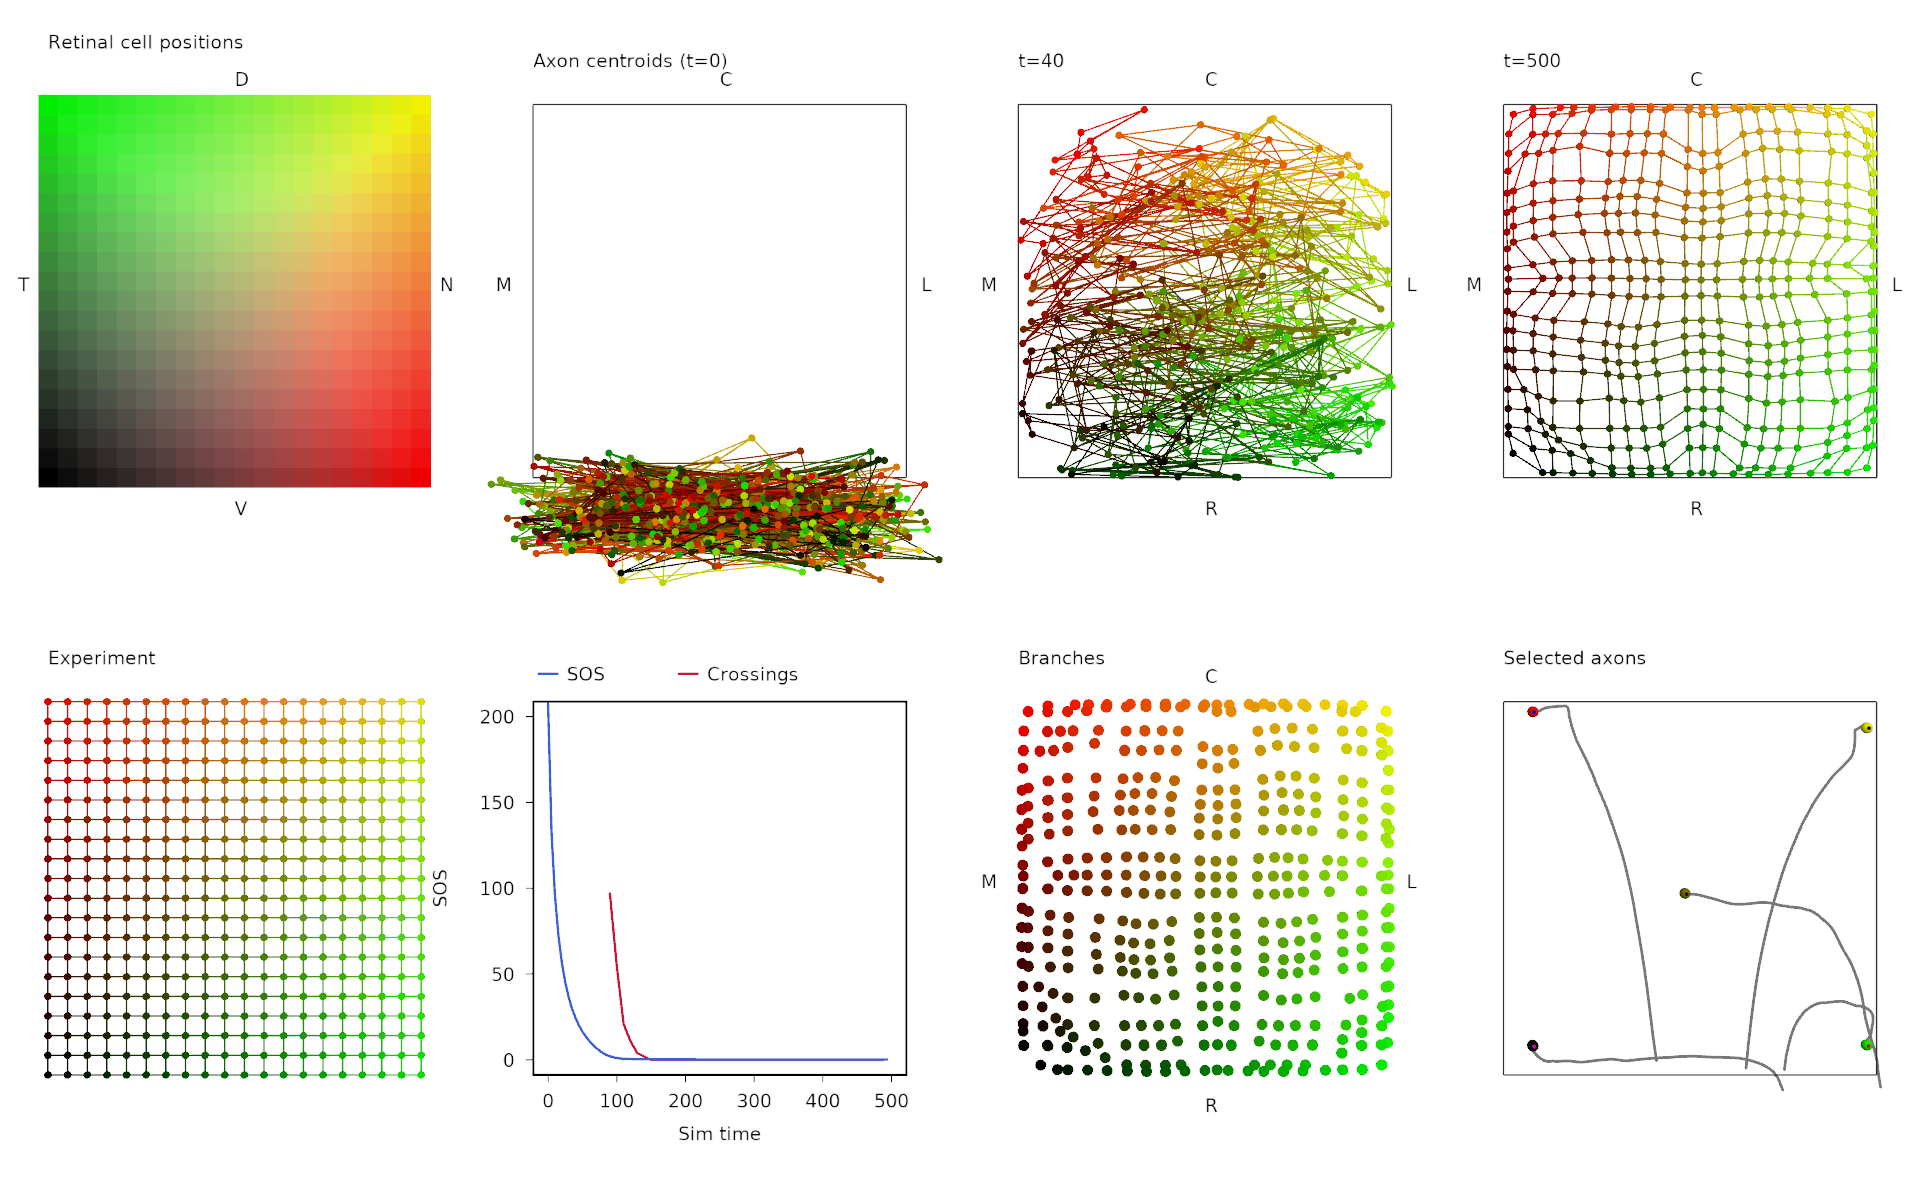 Retinal cell positions
D
T
N
V
Axon centroids (t=0)
C
M
L
t=40
C
M
L
R
t=500
C
M
L
R
Experiment
SOS
Crossings
SOS
200
150
100
50
0
0 100 200 300 400 500
Sim time
Branches
C
M
L
R
Selected axons